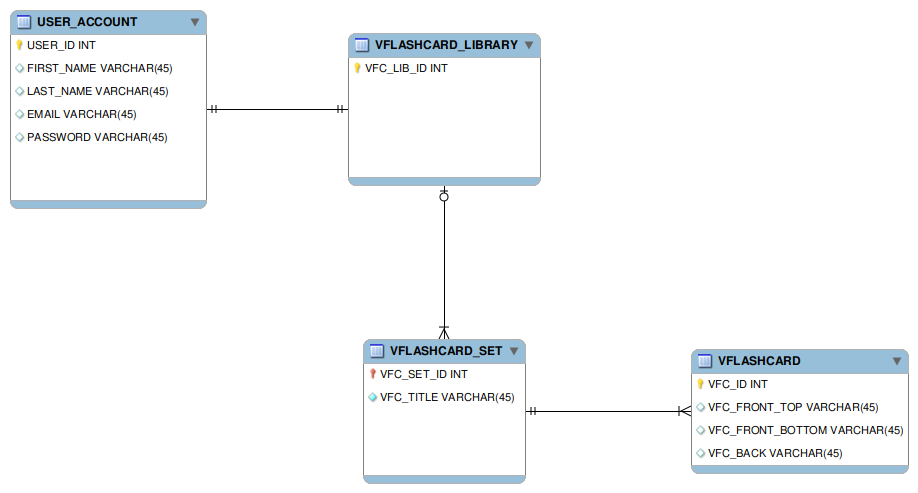 USER_ACCOUNT
USER_ID INT
FIRST_NAME VARCHAR(45)
LAST_NAME VARCHAR(45)
EMAIL VARCHAR(45)
PASSWORD VARCHAR(45)
VFLASHCARD_LIBRARY
VFC_LIB_ID INT
VFLASHCARD_SET
VFC_SET_ID INT
VFC_TITLE VARCHAR(45)
VFLASHCARD
VFC_ID INT
VFC_FRONT_TOP VARCHAR(45)
VFC_FRONT_BOTTOM VARCHAR(45)
VFC_BACK VARCHAR(45)